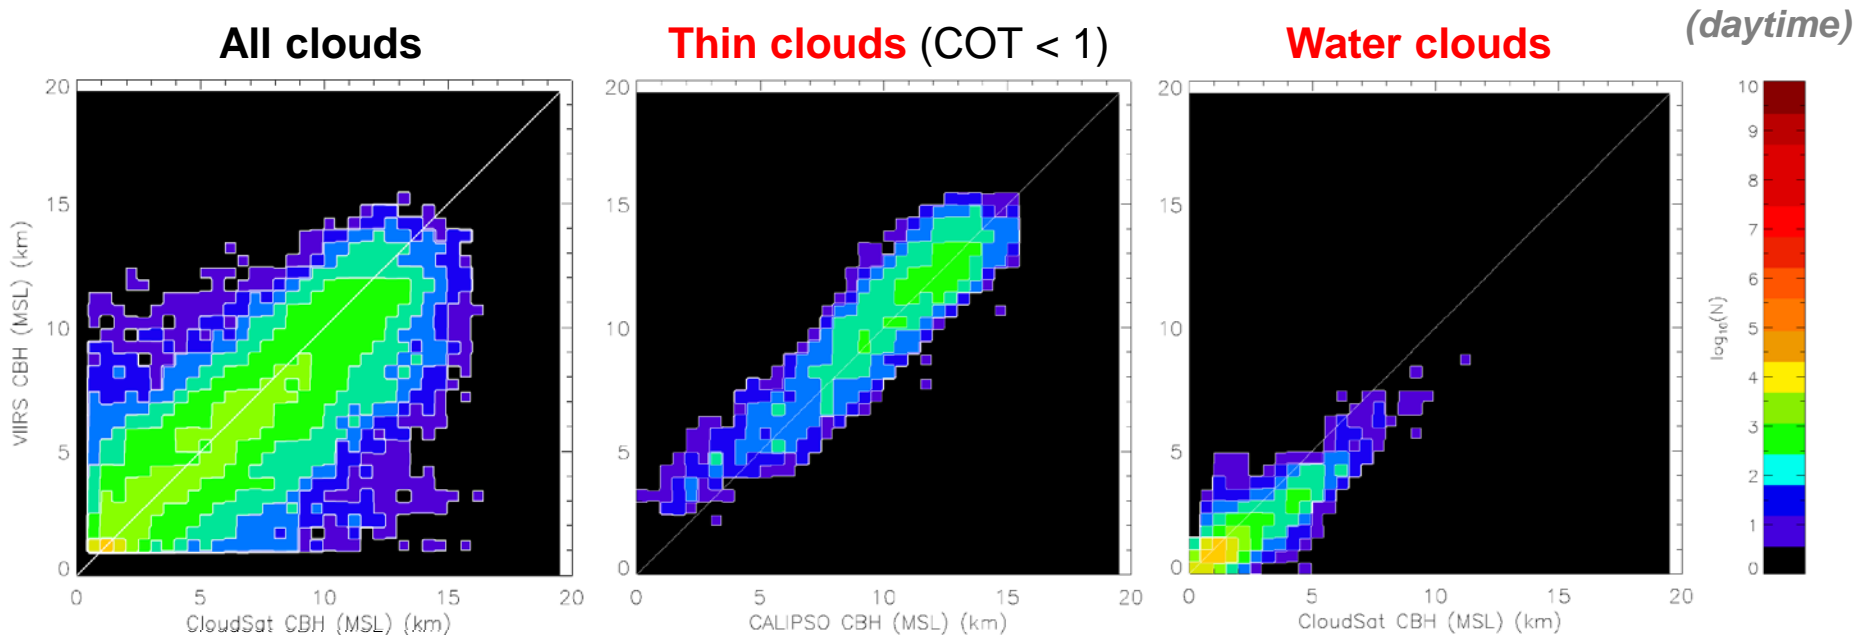 (daytime)
All clouds
Thin clouds (COT < 1)
Water clouds
20
15
10
5
0
VIIRS CBH (MSL) (km)
0 5 10 15 20
CloudSat CBH (MSL) (km)
20
15
10
5
0
0 5 10 15 20
CALIPSO CBH (MSL) (km)
20
15
10
5
0
0 5 10 15 20
CloudSat CBH (MSL) (km)
log10(N)
10
9
8
7
6
5
4
3
2
1
0